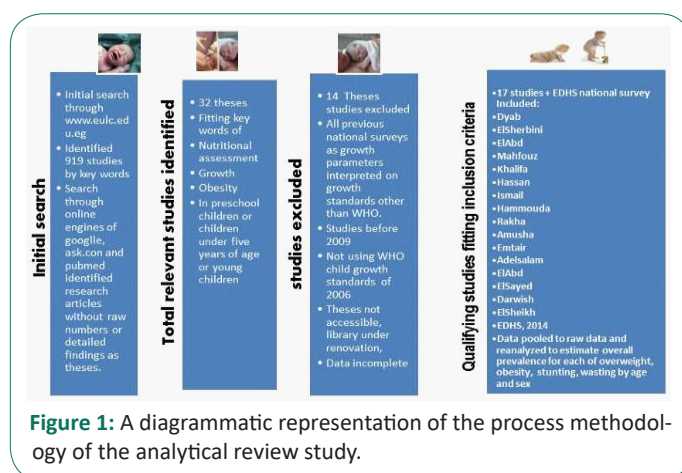 Initial search
• Initial search
through
www.eulc.ed
u.eg
• Identified
919 studies
by key words
• Search
through
online
engines of
googlle,
ask.con and
pubmed
identified
research
articles
without raw
numbers or
detailed
findings as
theses.
Total relevant studies identified
• 32 theses
• Fitting key
words of
• Nutritional
assessment
• Growth
• Obesity
• In preschool
children or
children
under five
years of age
or young
children
studies excluded
• 14 Theses
studies excluded
• All previous
national surveys
as growth
parameters
interpreted on
growth
standards other
than WHO.
• Studies before
2009
• Not using WHO
child growth
standards of
2006
• Theses not
accessible,
library under
renovation,
• Data incomplete
Qualifying studies fitting inclusion criteria
•17 studies + EDHS national survey
Included:
•Dyab
•ElSherbini
•ElAbd
•Mahfouz
•Khalifa
•Hassan
•Ismail
•Hammouda
•Rakha
•Amusha
•Emtair
•Adelsalam
•ElAbd
•ElSayed
•Darwish
•ElSheikh
•EDHS, 2014
•Data pooled to raw data and
reanalyzed to estimate overall
prevalence for each of overweight,
obesity, stunting, wasting by age
and sex
Figure 1: A diagrammatic representation of the process methodol-
ogy of the analytical review study.